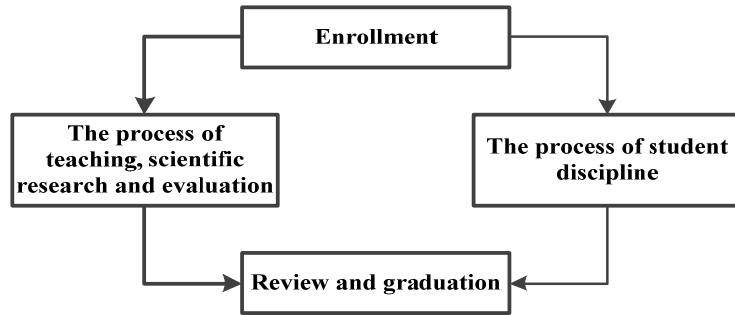 Enrollment
The process of
teaching, scientific
research and evaluation
The process of student
discipline
Review and graduation